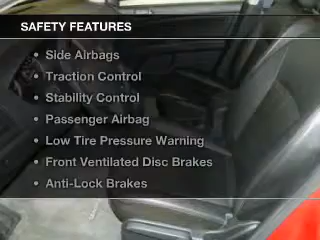 SAFETY FEATURES
• Side Airbags
• Traction Control
• Stability Control
• Passenger Airbag
• Low Tire Pressure Warning
• Front Ventilated Disc Brakes
• Anti-Lock Brakes